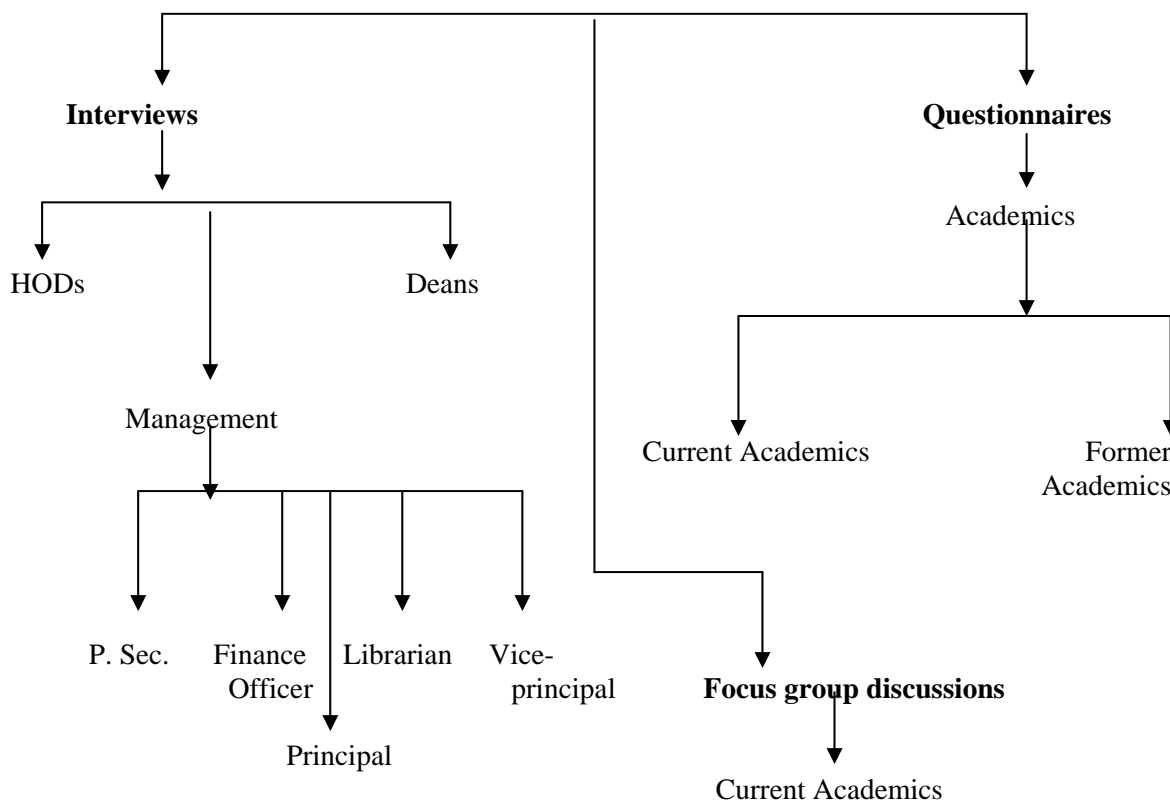 Interviews
Questionnaires
Academics
HODs
Deans
Management
Current Academics
Former
Academics
P. Sec.
Finance
Officer
Librarian
Vice-
principal
Principal
Focus group discussions
Current Academics